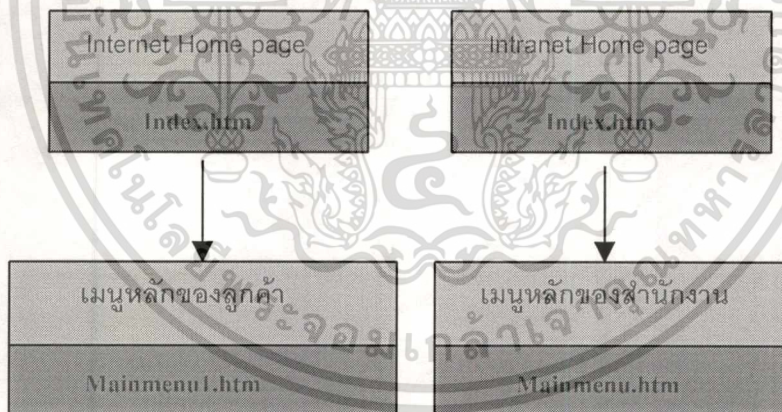 Internet Home page
Index.htm
Intranet Home page
Index.htm
เมนูหลักของลูกค้า
Mainmenu1.htm
เมนูหลักของสำนักงาน
Mainmenu.htm